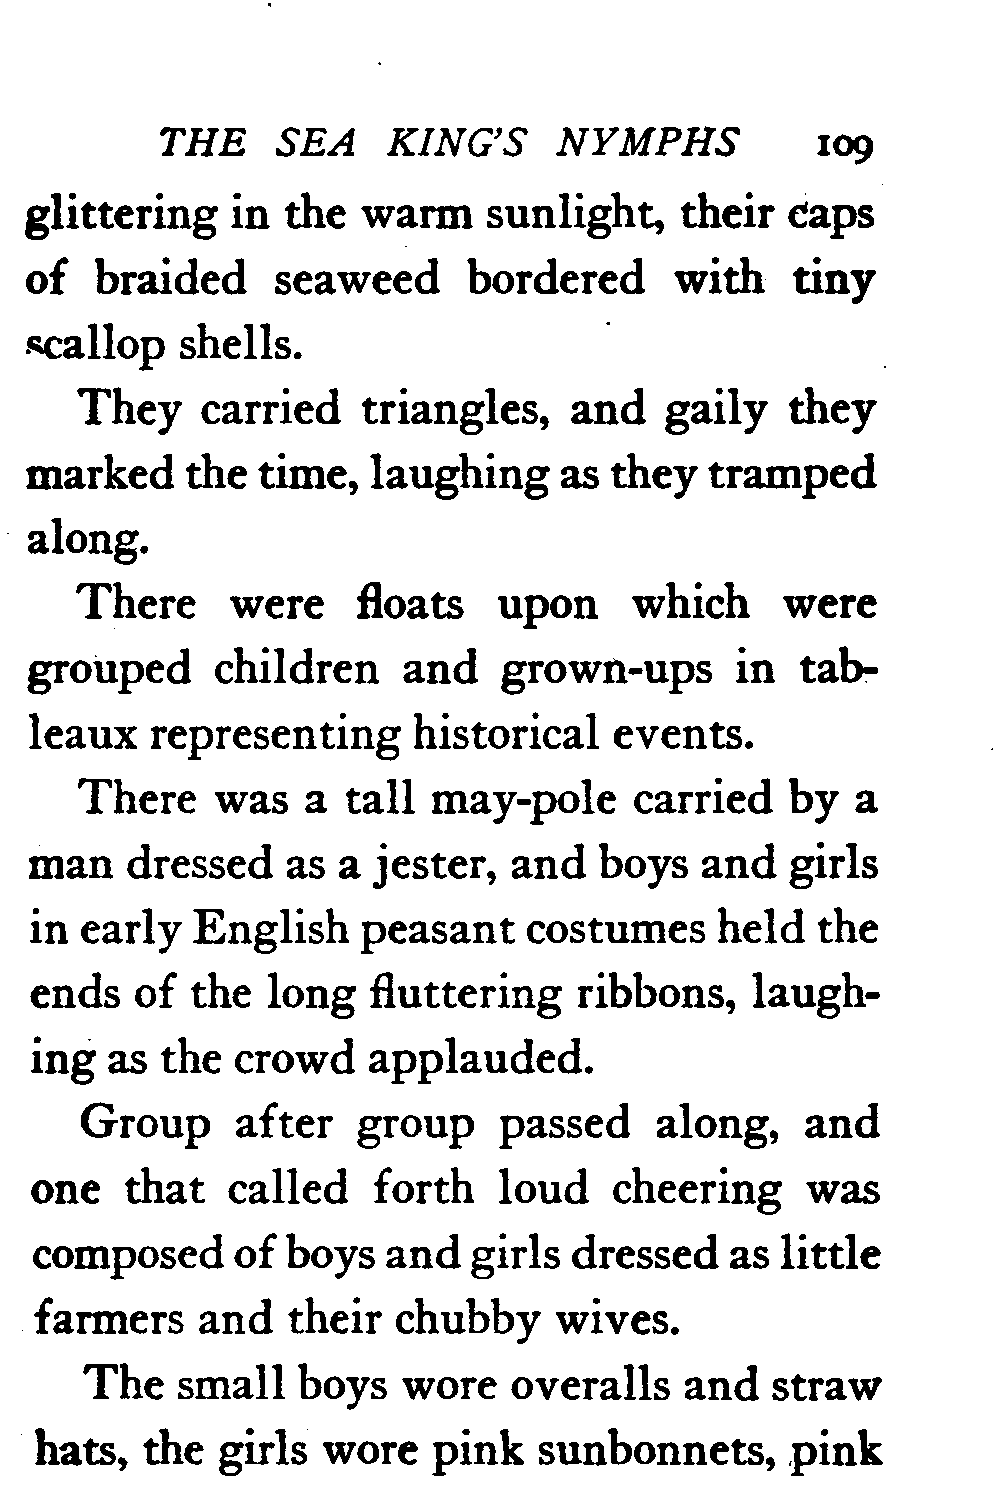 THE SEA KING'S NYMPHS 109
glittering in the warm sunlight, their caps
of braided seaweed bordered with tiny
scallop shells.
They carried triangles, and gaily they
marked the time, laughing as they tramped
along.
There were floats upon which were
grouped children and grown-ups in tab-
leaux representing historical events.
There was a tall may-pole carried by a
man dressed as a jester, and boys and girls
in early English peasant costumes held the
ends of the long fluttering ribbons, laugh-
ing as the crowd applauded.
Group after group passed along, and
one that called forth loud cheering was
composed of boys and girls dressed as little
farmers and their chubby wives.
The small boys wore overalls and straw
hats, the girls wore pink sunbonnets, pink